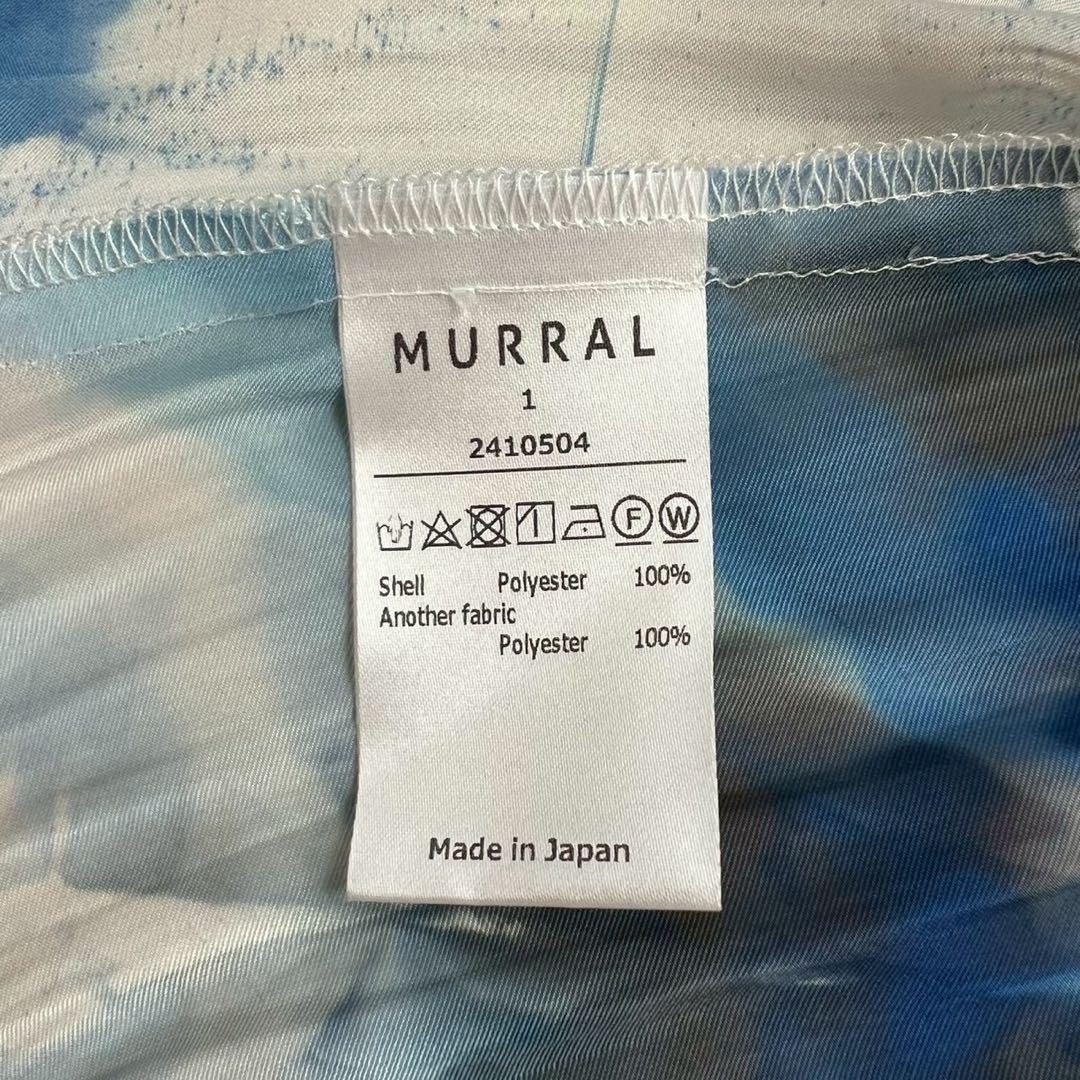 MURRAL
1
2410504
F W
Shell Polyester 100%
Another fabric
Polyester 100%
Made in Japan